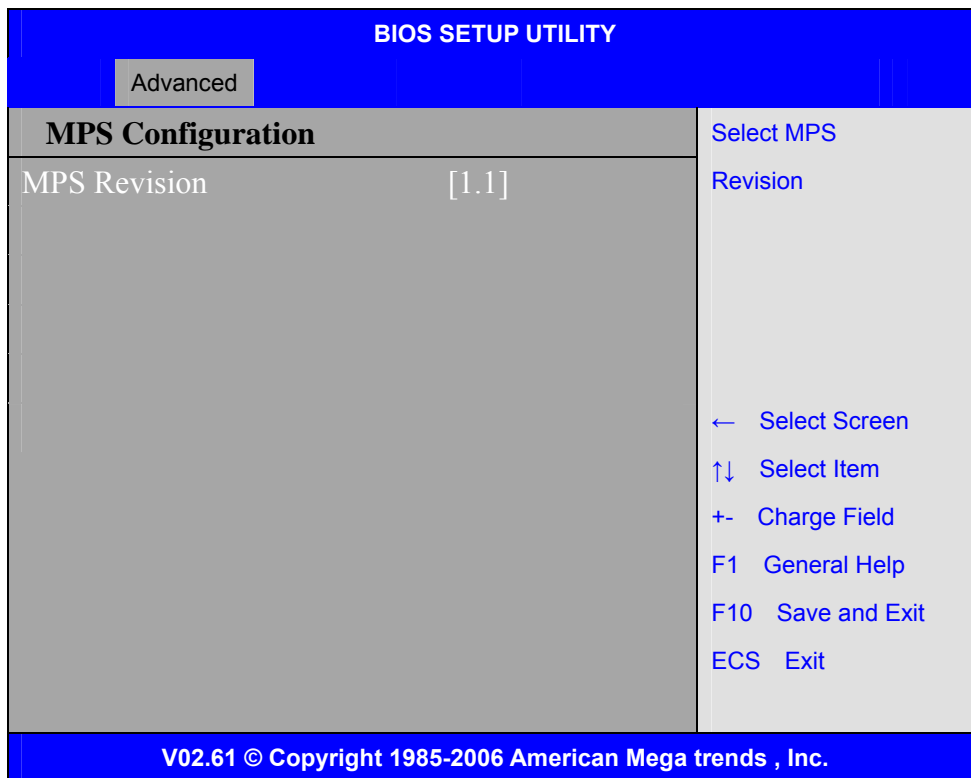 BIOS SETUP UTILITY
Advanced
MPS Configuration
MPS Revision [1.1]
Select MPS
Revision
← Select Screen
↑↓ Select Item
+- Charge Field
F1 General Help
F10 Save and Exit
ECS Exit
V02.61 © Copyright 1985-2006 American Mega trends , Inc.